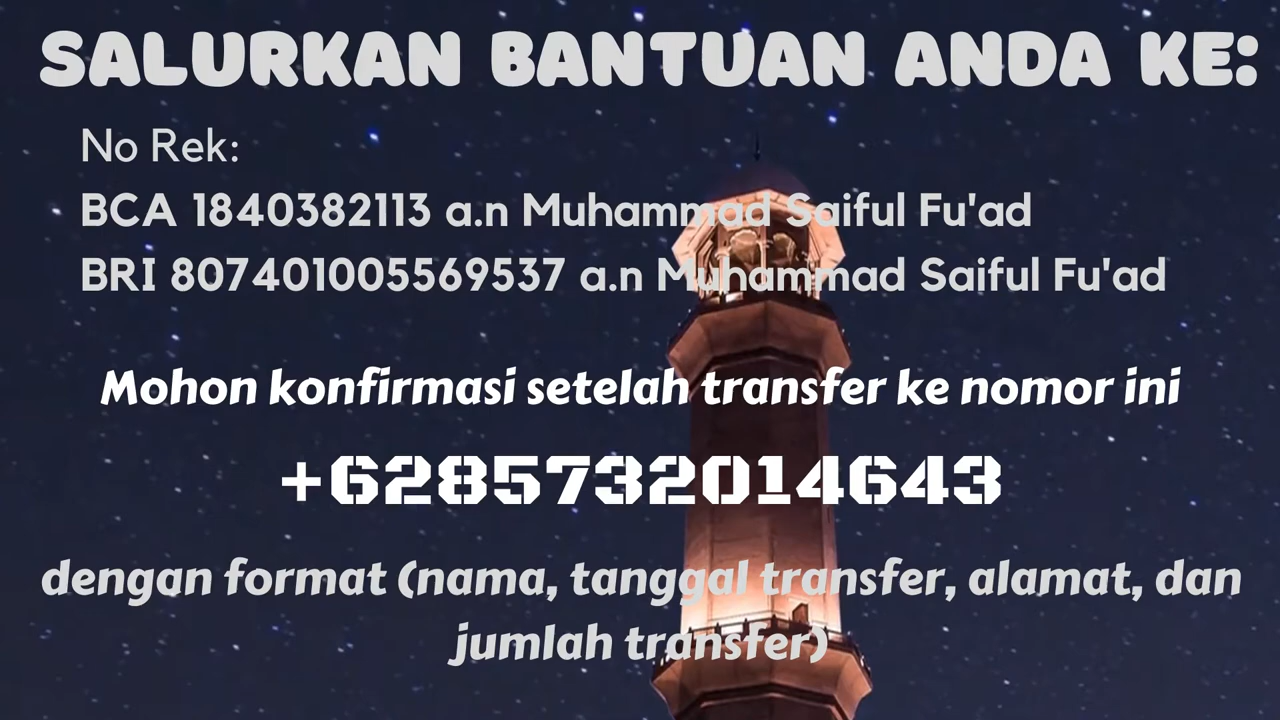 SALURKAN BANTUAN ANDA KE:
No Rek:
BCA 1840382113 a.n Muhammad Saiful Fu'ad
BRI 807401005569537 a.n Muhammad Saiful Fu'ad
Mohon konfirmasi setelah transfer ke nomor ini
+6285732014643
dengan format (nama, tanggal transfer, alamat, dan
jumlah transfer)